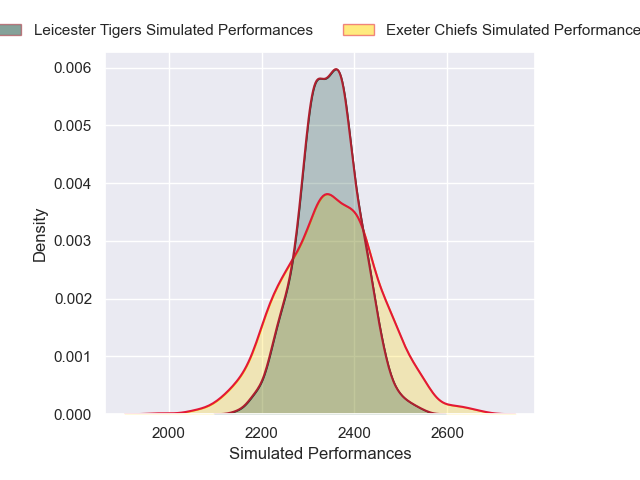 Leicester Tigers Simulated Performances Exeter Chiefs Simulated Performance
0.006
0.005
0.004
0.003
0.002
0.001
0.000
Density
2000 2200 2400 2600
Simulated Performances